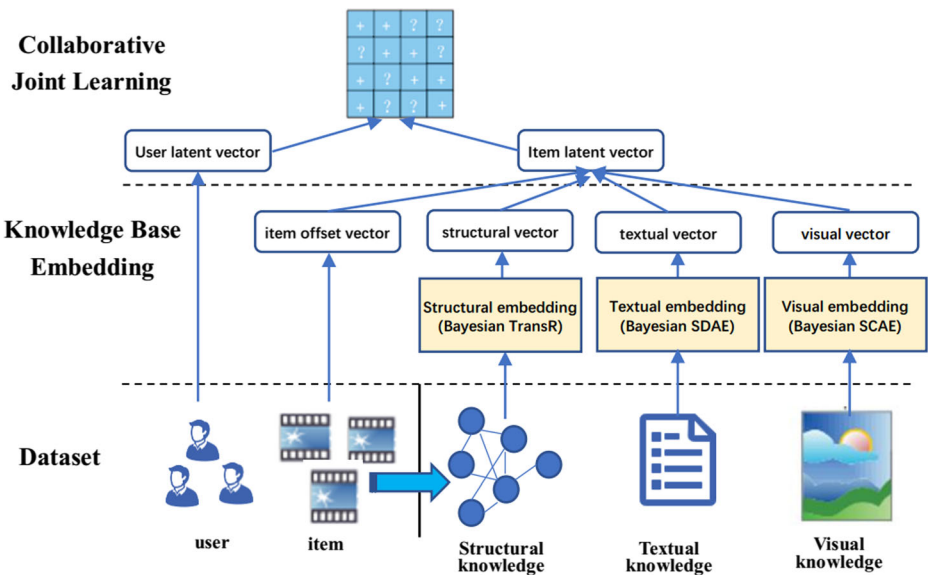 Collaborative
Joint Learning
+ + ? ?
? + + ?
+ ? + +
+ ? ? +
User latent vector
Item latent vector
Knowledge Base
Embedding
item offset vector
structural vector
textual vector
visual vector
Structural embedding
(Bayesian TransR)
Textual embedding
(Bayesian SDAE)
Visual embedding
(Bayesian SCAE)
Dataset
user
item
Structural
knowledge
Textual
knowledge
Visual
knowledge